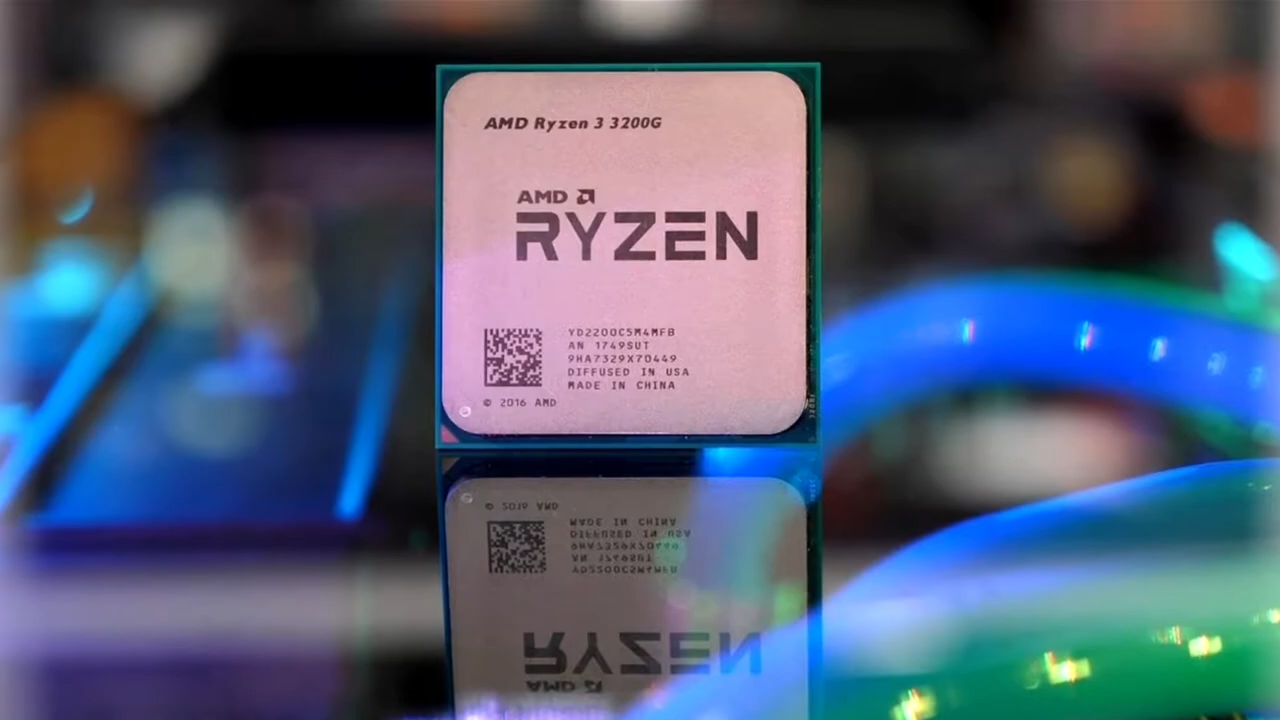 AMD Ryzen 3 3200G
AMD
RYZEN
YD2200C5M4MFB
AN 1749SUT
9HA7329X70449
DIFFUSED IN USA
MADE IN CHINA
© 2016 AMD